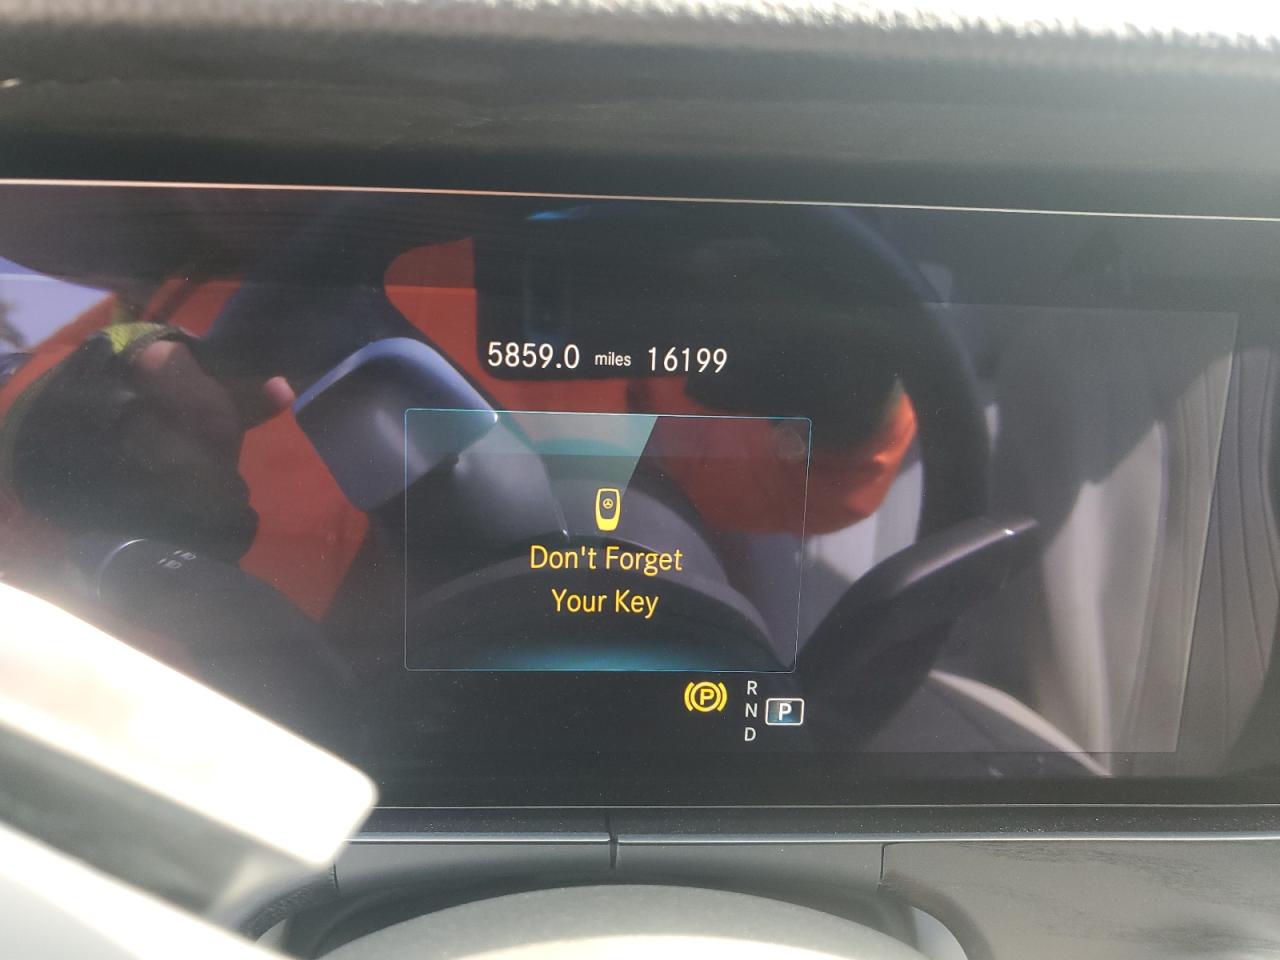 5859.0 miles 16199
Don't Forget
Your Key
P
R
N P
D